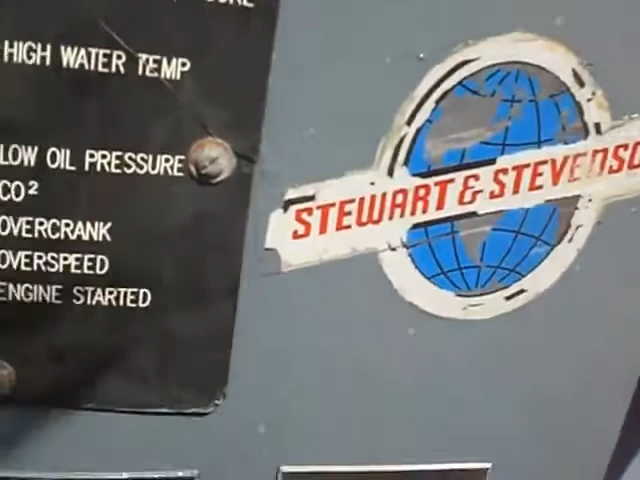 HIGH WATER TEMP
LOW OIL PRESSURE
CO²
OVERCRANK
OVERSPEED
ENGINE STARTED
STEWART & STEVENSO